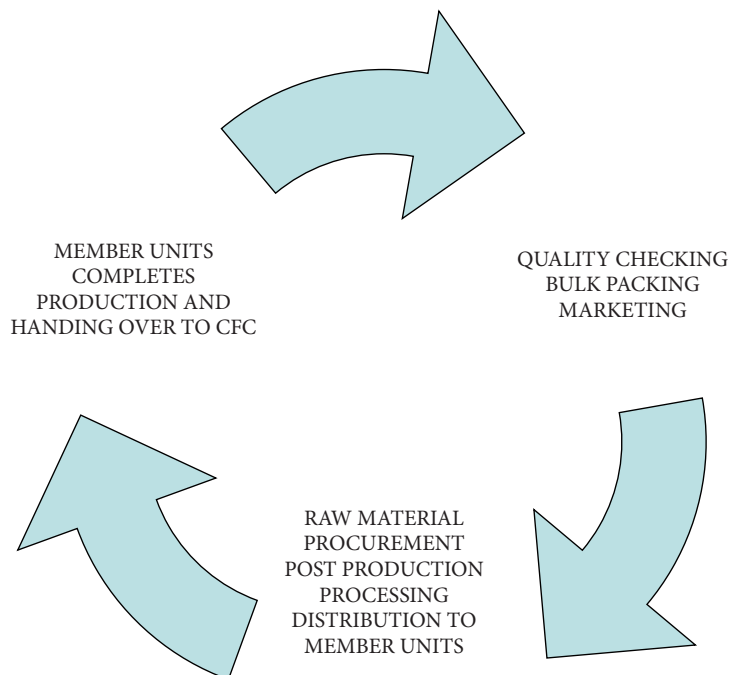 MEMBER UNITS
COMPLETES
PRODUCTION AND
HANDING OVER TO CFC
QUALITY CHECKING
BULK PACKING
MARKETING
RAW MATERIAL
PROCUREMENT
POST PRODUCTION
PROCESSING
DISTRIBUTION TO
MEMBER UNITS